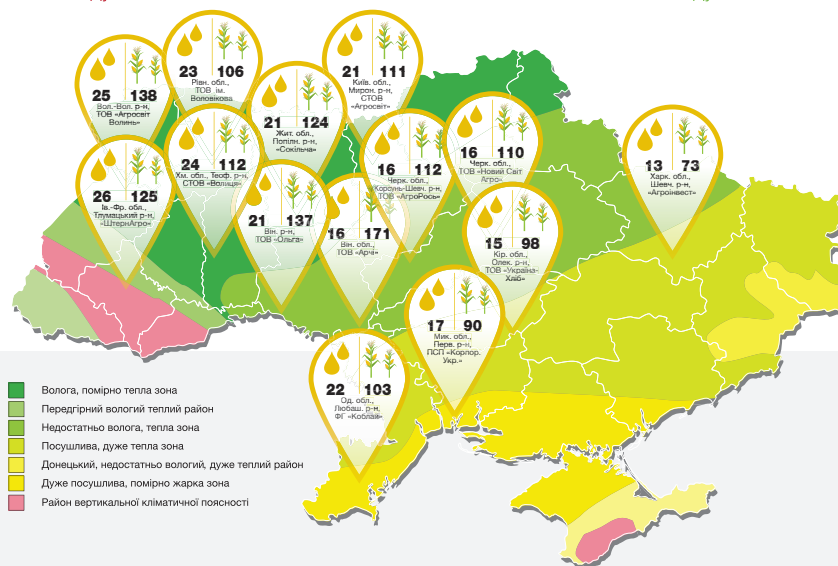 25 138
Вол.-Вол. р-н,
ТОВ «Агросвіт
Волинь»
23 106
Рівн. обл.,
ТОВ ім.
Воловікова
21 111
Київ. обл.,
Мирон. р-н,
СТОВ
«Агросвіт»
21 124
Жит. обл.,
Попілн. р-н,
«Сокільча»
24 112
Хм. обл., Теоф. р-н,
СТОВ «Волиця»
26 125
Ів.-Фр. обл.,
Тлумацький р-н,
«ШтернАгро»
21 137
Він. р-н,
ТОВ «Ольга»
16 171
Він. обл.,
ТОВ «Арчі»
16 112
Черк. обл.,
Корсунь-Шевч. р-н,
ТОВ «АгроРось»
16 110
Черк. обл.,
ТОВ «Новий Світ
Агро»
13 73
Харк. обл.,
Шевч. р-н,
«Агроінвест»
15 98
Кір. обл.,
Олек. р-н,
ТОВ «Україна-
Хліб»
17 90
Мик. обл.,
Перв. р-н,
ПСП «Корпор.
Укр.»
22 103
Од. обл.,
Любаш. р-н,
ФГ «Коблай»
Волога, помірно тепла зона
Передгірний вологий теплий район
Недостатньо волога, тепла зона
Посушлива, дуже тепла зона
Донецький, недостатньо вологий, дуже теплий район
Дуже посушлива, помірно жарка зона
Район вертикальної кліматичної поясності